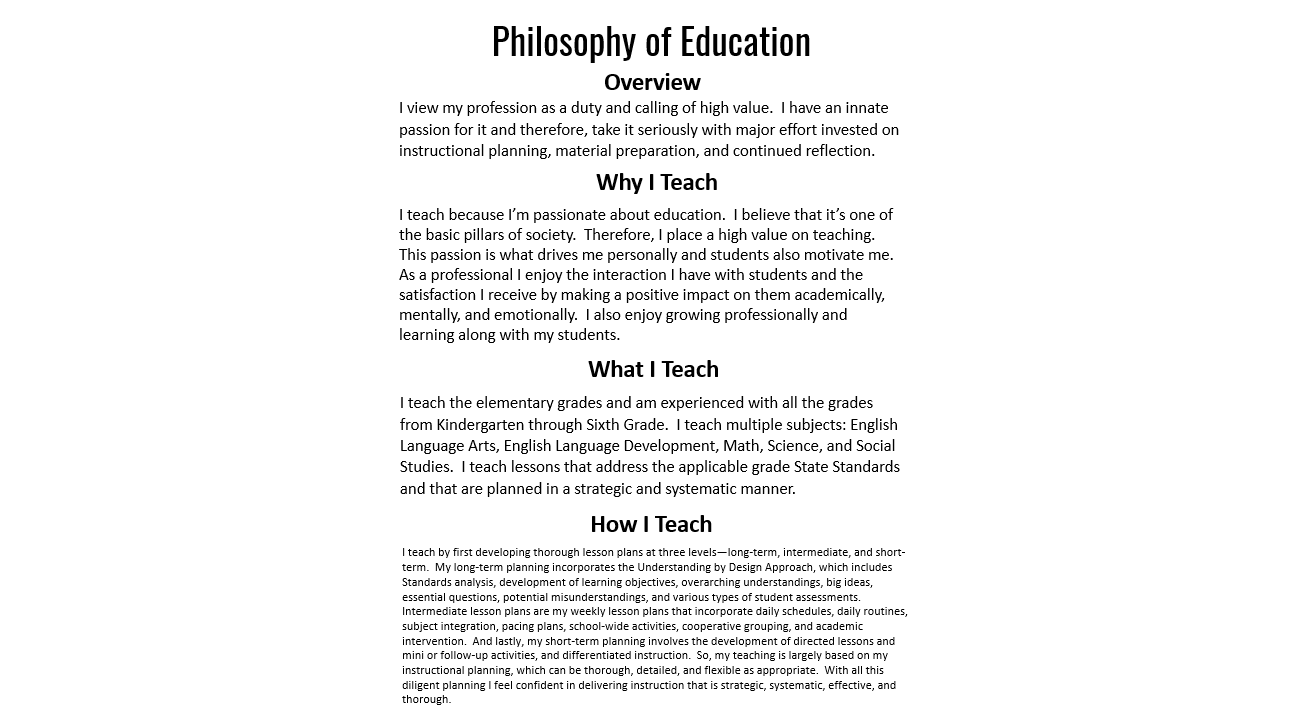 Philosophy of Education
Overview
I view my profession as a duty and calling of high value.  I have an innate
passion for it and therefore, take it seriously with major effort invested on
instructional planning, material preparation, and continued reflection.
Why I Teach
I teach because I’m passionate about education.  I believe that it’s one of
the basic pillars of society.  Therefore, I place a high value on teaching.
This passion is what drives me personally and students also motivate me.
As a professional I enjoy the interaction I have with students and the
satisfaction I receive by making a positive impact on them academically,
mentally, and emotionally.  I also enjoy growing professionally and
learning along with my students.
What I Teach
I teach the elementary grades and am experienced with all the grades
from Kindergarten through Sixth Grade.  I teach multiple subjects: English
Language Arts, English Language Development, Math, Science, and Social
Studies.  I teach lessons that address the applicable grade State Standards
and that are planned in a strategic and systematic manner.
How I Teach
I teach by first developing thorough lesson plans at three levels—long-term, intermediate, and short-
term.  My long-term planning incorporates the Understanding by Design Approach, which includes
Standards analysis, development of learning objectives, overarching understandings, big ideas,
essential questions, potential misunderstandings, and various types of student assessments.
Intermediate lesson plans are my weekly lesson plans that incorporate daily schedules, daily routines,
subject integration, pacing plans, school-wide activities, cooperative grouping, and academic
intervention.  And lastly, my short-term planning involves the development of directed lessons and
mini or follow-up activities, and differentiated instruction.  So, my teaching is largely based on my
instructional planning, which can be thorough, detailed, and flexible as appropriate.  With all this
diligent planning I feel confident in delivering instruction that is strategic, systematic, effective, and
thorough.